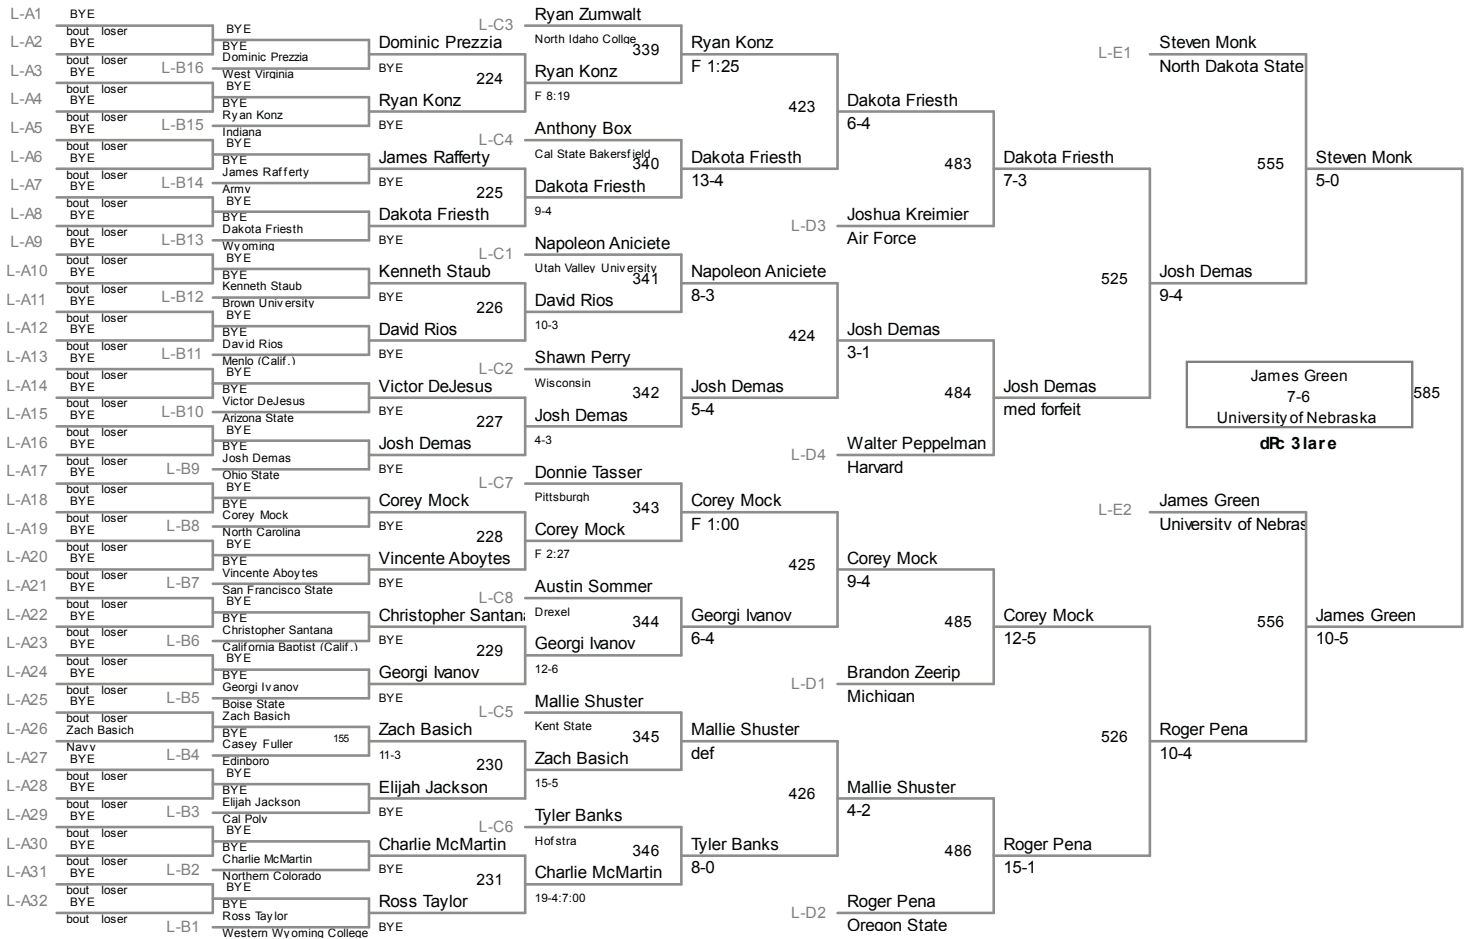 L-A1 BYE
bout loser
L-A2 BYE
bout loser
L-A3 BYE
bout loser
L-A4 BYE
bout loser
L-A5 BYE
bout loser
L-A6 BYE
bout loser
L-A7 BYE
bout loser
L-A8 BYE
bout loser
L-A9 BYE
bout loser
L-A10 BYE
bout loser
L-A11 BYE
bout loser
L-A12 BYE
bout loser
L-A13 BYE
bout loser
L-A14 BYE
bout loser
L-A15 BYE
bout loser
L-A16 BYE
bout loser
L-A17 BYE
bout loser
L-A18 BYE
bout loser
L-A19 BYE
bout loser
L-A20 BYE
bout loser
L-A21 BYE
bout loser
L-A22 BYE
bout loser
L-A23 BYE
bout loser
L-A24 BYE
bout loser
L-A25 BYE
bout loser
L-A26 Zach Basich
Navy
L-A27 BYE
bout loser
L-A28 BYE
bout loser
L-A29 BYE
bout loser
L-A30 BYE
bout loser
L-A31 BYE
bout loser
L-A32 BYE
bout loser
BYE
BYE
L-B16 Dominic Prezzia
West Virginia
BYE
BYE
L-B15 Ryan Konz
Indiana
BYE
BYE
L-B14 James Rafferty
Army
BYE
BYE
L-B13 Dakota Friesth
Wyoming
BYE
BYE
L-B12 Kenneth Staub
Brown University
BYE
BYE
L-B11 David Rios
Menlo (Calif.)
BYE
BYE
L-B10 Victor DeJesus
Arizona State
BYE
BYE
L-B9 Josh Demas
Ohio State
BYE
BYE
L-B8 Corey Mock
North Carolina
BYE
BYE
L-B7 Vincente Aboytes
San Francisco State
BYE
BYE
L-B6 Christopher Santana
California Baptist (Calif.)
BYE
BYE
L-B5 Georgi Ivanov
Boise State
Zach Basich
BYE
L-B4 Casey Fuller 155
Edinboro
BYE
BYE
L-B3 Elijah Jackson
Cal Poly
BYE
BYE
L-B2 Charlie McMartin
Northern Colorado
BYE
BYE
L-B1 Ross Taylor
Western Wyoming College
Dominic Prezzia
BYE
224
Ryan Konz
BYE
James Rafferty
BYE
225
Dakota Friesth
BYE
Kenneth Staub
BYE
226
David Rios
BYE
Victor DeJesus
BYE
227
Josh Demas
BYE
Corey Mock
BYE
228
Vincente Aboytes
BYE
Christopher Santana
BYE
229
Georgi Ivanov
BYE
Zach Basich
11-3
230
Elijah Jackson
BYE
Charlie McMartin
BYE
231
Ross Taylor
BYE
L-C3 Ryan Zumwalt
North Idaho Collge
339
Ryan Konz
F 8:19
L-C4 Anthony Box
Cal State Bakersfield
340
Dakota Friesth
9-4
L-C1 Napoleon Aniciete
Utah Valley University
341
David Rios
10-3
L-C2 Shawn Perry
Wisconsin
342
Josh Demas
4-3
L-C7 Donnie Tasser
Pittsburgh
343
Corey Mock
F 2:27
L-C8 Austin Sommer
Drexel
344
Georgi Ivanov
12-6
L-C5 Mallie Shuster
Kent State
345
Zach Basich
15-5
L-C6 Tyler Banks
Hofstra
346
Charlie McMartin
19-4:7:00
Ryan Konz
F 1:25
423
Dakota Friesth
13-4
Napoleon Aniciete
8-3
424
Josh Demas
5-4
Corey Mock
F 1:00
425
Georgi Ivanov
6-4
Mallie Shuster
def
426
Tyler Banks
8-0
Dakota Friesth
6-4
483
L-D3 Joshua Kreimier
Air Force
Josh Demas
3-1
484
L-D4 Walter Peppelman
Harvard
Corey Mock
9-4
485
L-D1 Brandon Zeerip
Michigan
Mallie Shuster
4-2
486
L-D2 Roger Pena
Oregon State
Dakota Friesth
7-3
525
Josh Demas
med forfeit
Corey Mock
12-5
526
Roger Pena
15-1
L-E1 Steven Monk
North Dakota State
555
Josh Demas
9-4
L-E2 James Green
University of Nebras
556
Roger Pena
10-4
Steven Monk
5-0
James Green
7-6
University of Nebraska
585
James Green
10-5